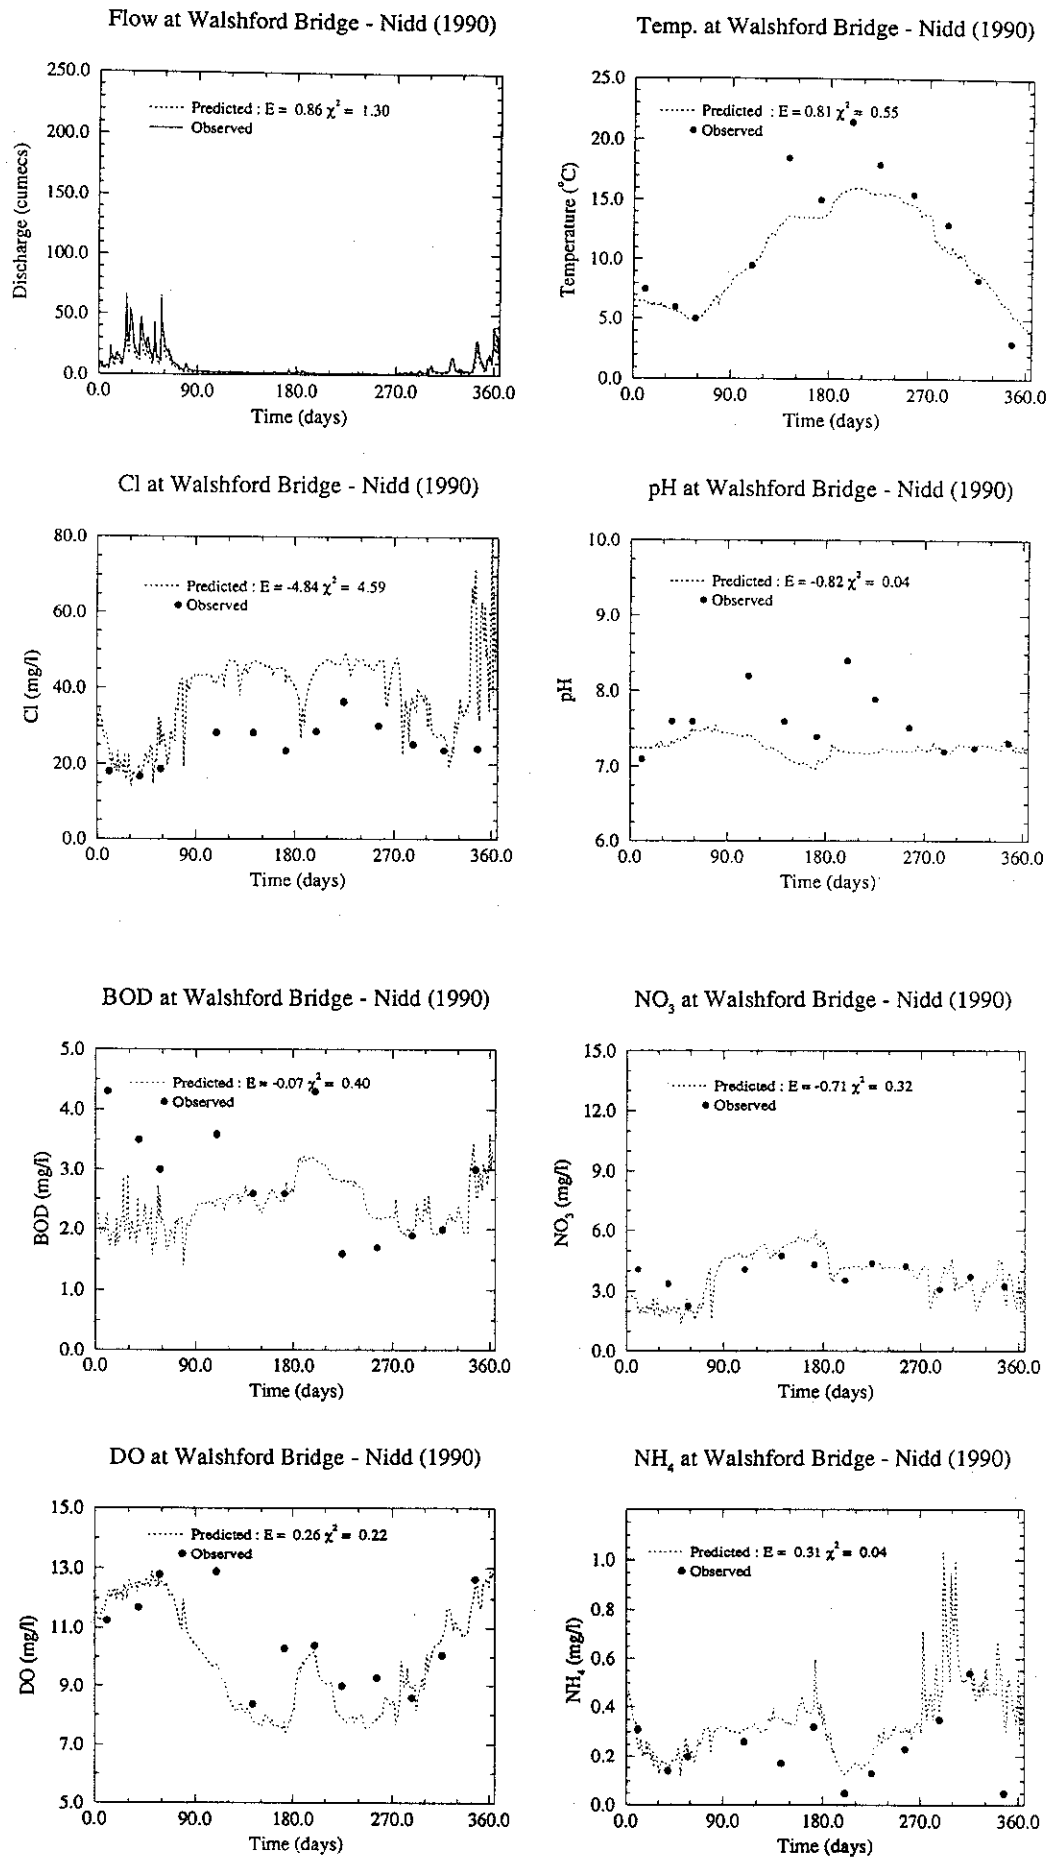 Flow at Walshford Bridge - Nidd (1990)
250.0
200.0
150.0
100.0
50.0
0.0
Discharge (cumecs)
Predicted : E = 0.86 χ² = 1.30
Observed
0.0 90.0 180.0 270.0 360.0
Time (days)
Temp. at Walshford Bridge - Nidd (1990)
25.0
20.0
15.0
10.0
5.0
0.0
Temperature (°C)
Predicted : E = 0.81 χ² = 0.55
Observed
0.0 90.0 180.0 270.0 360.0
Time (days)
Cl at Walshford Bridge - Nidd (1990)
80.0
60.0
40.0
20.0
0.0
Cl (mg/l)
Predicted : E = -4.84 χ² = 4.59
Observed
0.0 90.0 180.0 270.0 360.0
Time (days)
pH at Walshford Bridge - Nidd (1990)
10.0
9.0
8.0
7.0
6.0
pH
Predicted : E = -0.82 χ² = 0.04
Observed
0.0 90.0 180.0 270.0 360.0
Time (days)
BOD at Walshford Bridge - Nidd (1990)
5.0
4.0
3.0
2.0
1.0
0.0
BOD (mg/l)
Predicted : E = -0.07 χ² = 0.40
Observed
0.0 90.0 180.0 270.0 360.0
Time (days)
NO₃ at Walshford Bridge - Nidd (1990)
15.0
12.0
9.0
6.0
3.0
0.0
NO₃ (mg/l)
Predicted : E = -0.71 χ² = 0.32
Observed
0.0 90.0 180.0 270.0 360.0
Time (days)
DO at Walshford Bridge - Nidd (1990)
15.0
13.0
11.0
9.0
7.0
5.0
DO (mg/l)
Predicted : E = 0.26 χ² = 0.22
Observed
0.0 90.0 180.0 270.0 360.0
Time (days)
NH₄ at Walshford Bridge - Nidd (1990)
1.0
0.8
0.6
0.4
0.2
0.0
NH₄ (mg/l)
Predicted : E = 0.31 χ² = 0.04
Observed
0.0 90.0 180.0 270.0 360.0
Time (days)